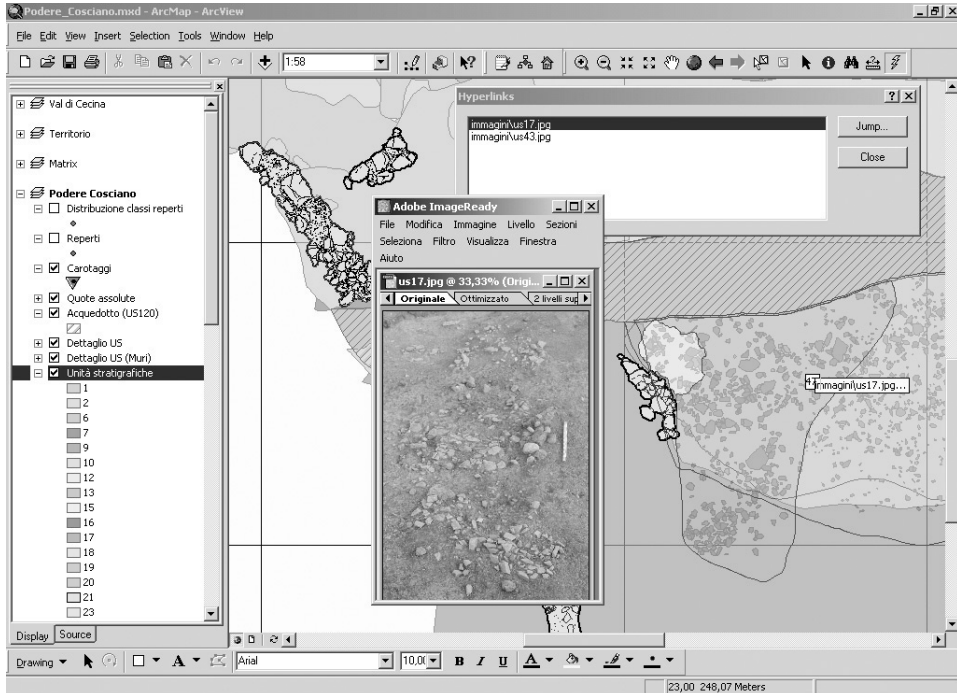 Podere_Cosciano.mxd - ArcMap - ArcView
File Edit View Insert Selection Tools Window Help
1:58
Val di Cecina
Territorio
Matrix
Podere Cosciano
Distribuzione classi reperti
Reperti
Carotaggi
Quote assolute
Acquedotto (US120)
Dettaglio US
Dettaglio US (Muri)
Unità stratigrafiche
1
2
6
7
9
10
12
13
15
16
17
18
19
20
21
23
Display Source
Hyperlinks
immagini\us17.jpg
immagini\us43.jpg
Jump...
Close
Adobe ImageReady
File Modifica Immagine Livello Sezioni
Seleziona Filtro Visualizza Finestra
Aiuto
us17.jpg @ 33,33% (Origi...
Originale Ottimizzato 2 livelli sup
immagini\us17.jpg...
Drawing Arial 10,0 B I U A
23,00 248,07 Meters